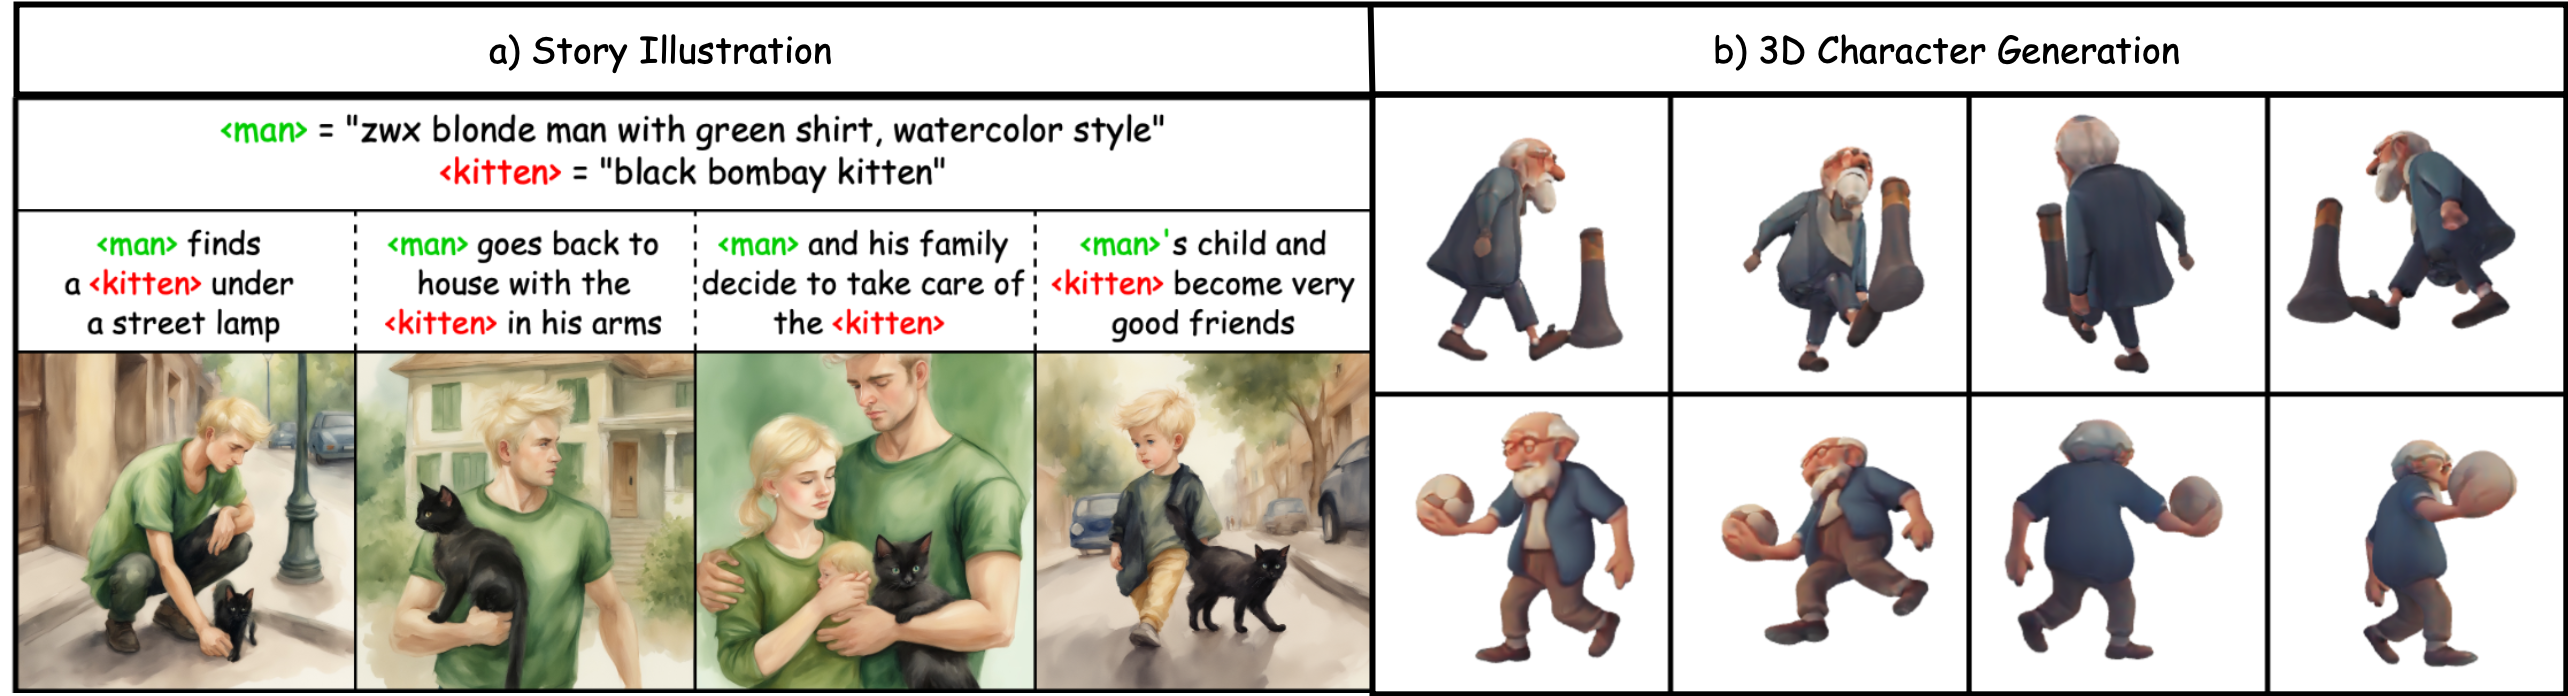 a) Story Illustration
b) 3D Character Generation
<man> = "zwx blonde man with green shirt, watercolor style"
<kitten> = "black bombay kitten"
<man> finds
a <kitten> under
a street lamp
<man> goes back to
house with the
<kitten> in his arms
<man> and his family
decide to take care of
the <kitten>
<man>'s child and
<kitten> become very
good friends